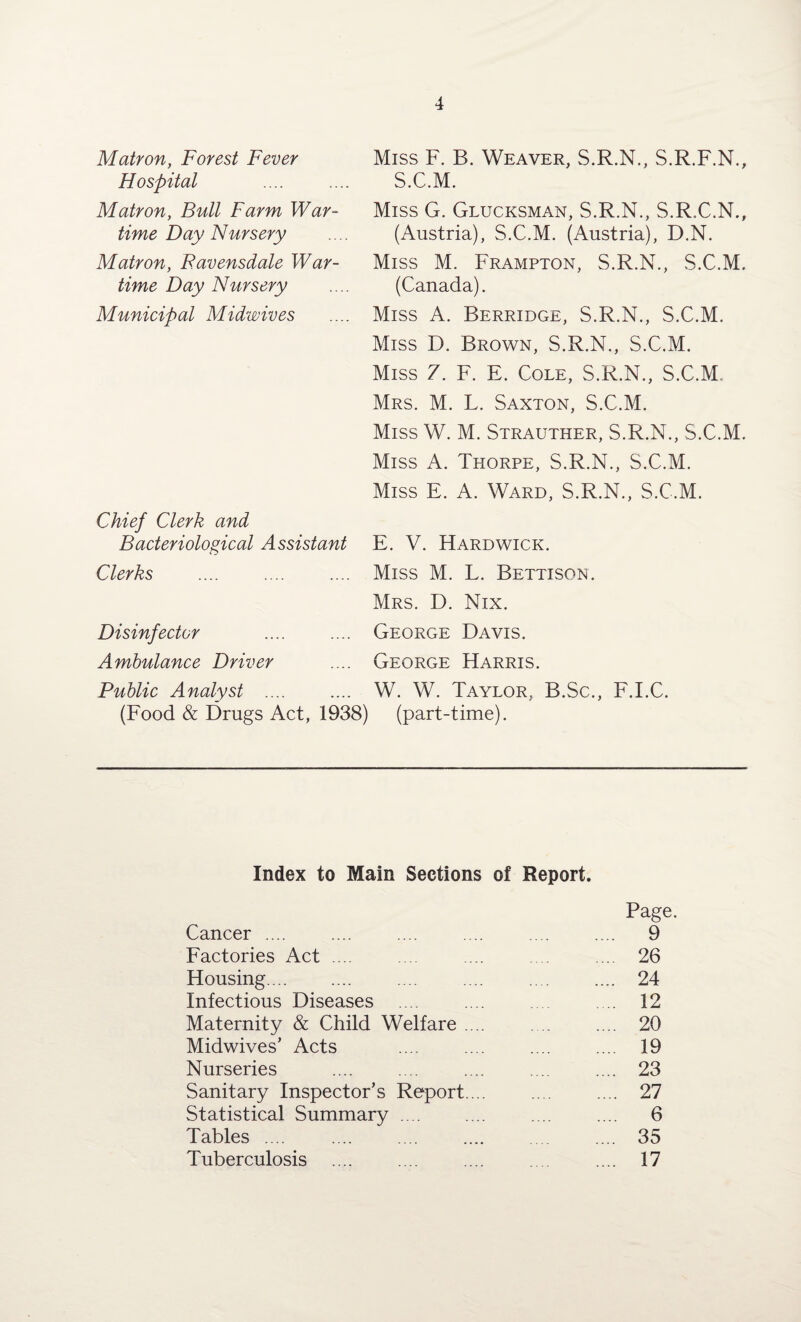 4
Matron, Forest Fever Miss F. B. Weaver, S.R.N., S.R.F.N.,
Hospital .... .... S.C.M.
Matron, Bull Farm War- Miss G. Glucksman, S.R.N., S.R.C.N.,
time Day Nursery .... (Austria), S.C.M. (Austria), D.N.
Matron, Ravensdale War- Miss M. Frampton, S.R.N., S.C.M.
time Day Nursery .... (Canada).
Municipal Midwives .... Miss A. Berridge, S.R.N., S.C.M.
Miss D. Brown, S.R.N., S.C.M.
Miss 7. F. E. Cole, S.R.N., S.C.M.
Mrs. M. L. Saxton, S.C.M.
Miss W. M. Strauther, S.R.N., S.C.M.
Miss A. Thorpe, S.R.N., S.C.M.
Miss E. A. Ward, S.R.N., S.C.M.
Chief Clerk and
Bacteriological Assistant E. V. Hardwick.
Clerks .... .... .... Miss M. L. Bettison.
Mrs. D. Nix.
Disinfector .... .... George Davis.
Ambulance Driver .... George Harris.
Public Analyst .... .... W. W. Taylor, B.Sc., F.I.C.
(Food & Drugs Act, 1938) (part-time).
Index to Main Sections of Report.
Page.
Cancer .... .... .... .... .... .... 9
Factories Act .... .... .... .... .... 26
Housing.... .... .... .... .... .... 24
Infectious Diseases .... .... .... .... 12
Maternity & Child Welfare .... .... .... 20
Midwives' Acts .... .... .... .... 19
Nurseries .... .... .... .... .... 23
Sanitary Inspector's Report.... .... .... 27
Statistical Summary .... .... .... .... 6
Tables .... .... .... .... .... .... 35
Tuberculosis .... .... .... .... .... 17